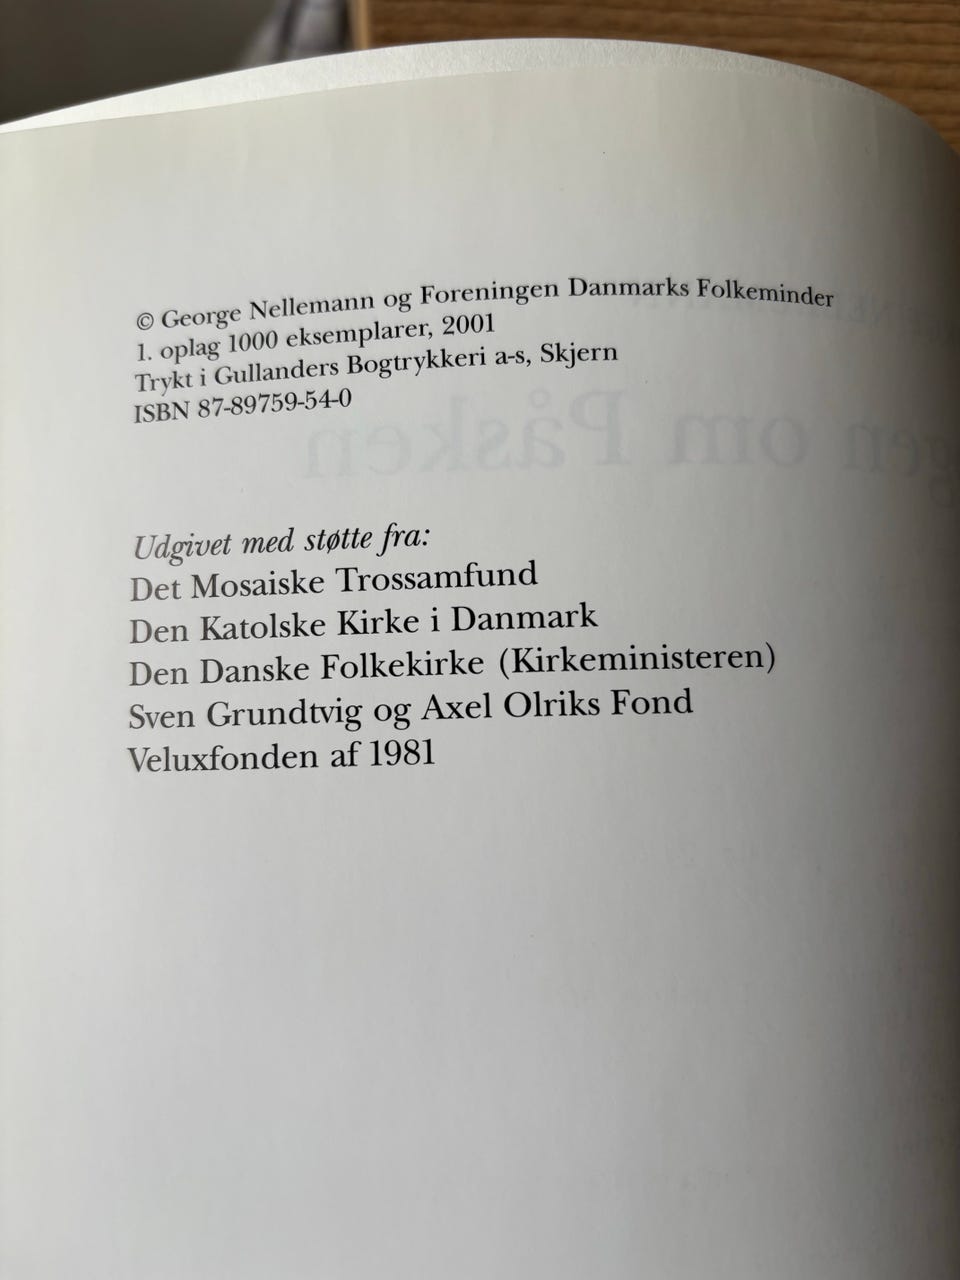 © George Nellemann og Foreningen Danmarks Folkeminder
1. oplag 1000 eksemplarer, 2001
Trykt i Gullanders Bogtrykkeri a-s, Skjern
ISBN 87-89759-54-0
Udgivet med støtte fra:
Det Mosaiske Trossamfund
Den Katolske Kirke i Danmark
Den Danske Folkekirke (Kirkeministeren)
Sven Grundtvig og Axel Olriks Fond
Veluxfonden af 1981
om Påsken